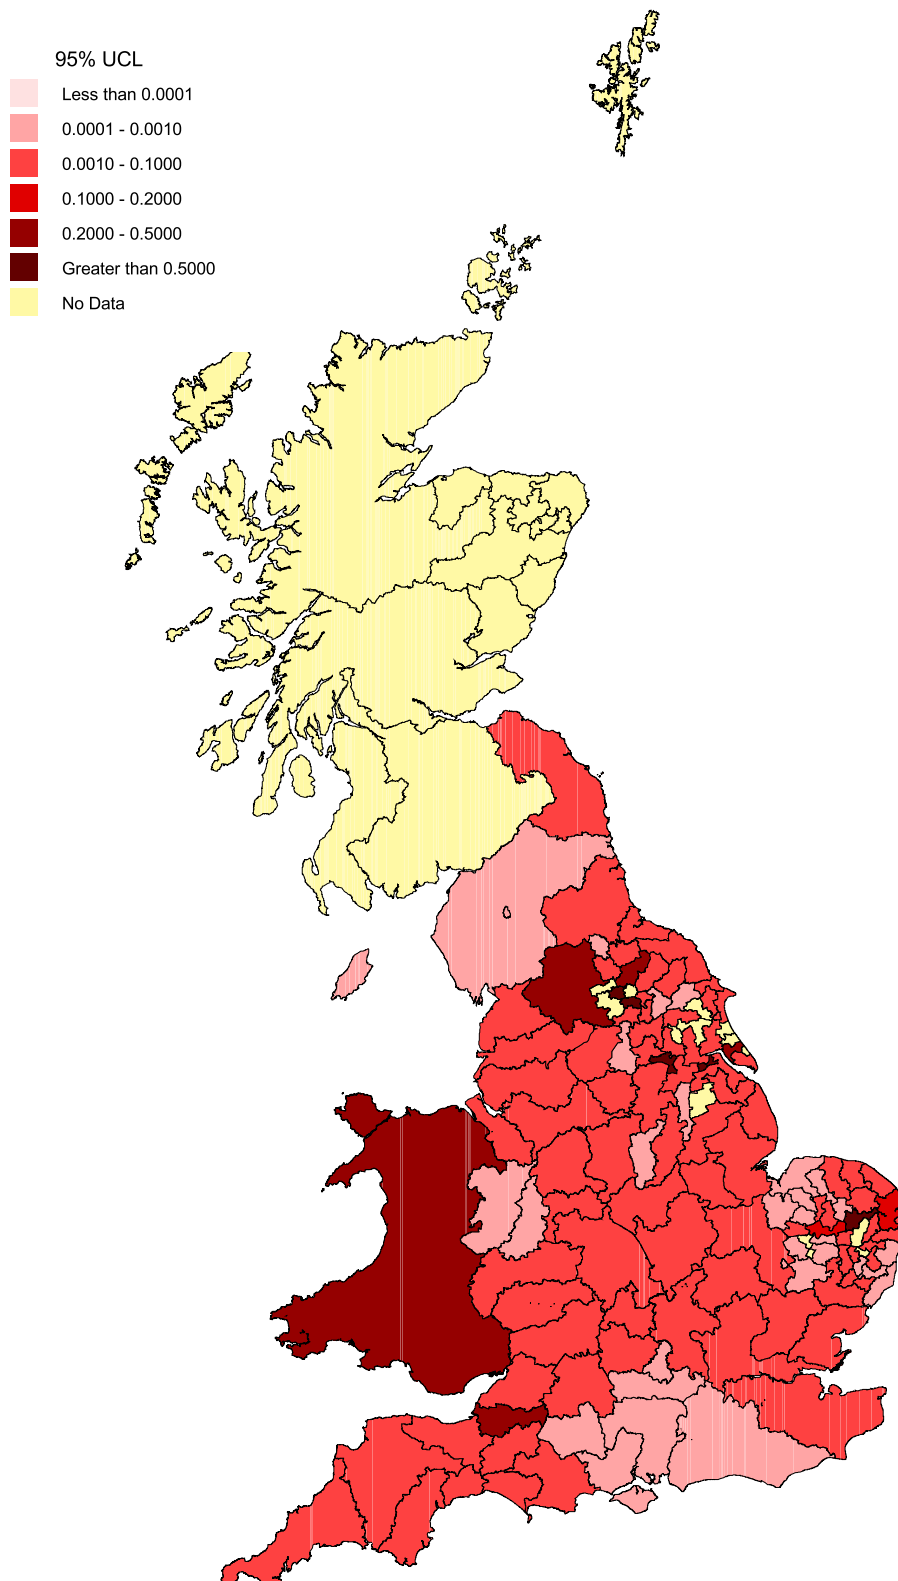 95% UCL
Less than 0.0001
0.0001 - 0.0010
0.0010 - 0.1000
0.1000 - 0.2000
0.2000 - 0.5000
Greater than 0.5000
No Data